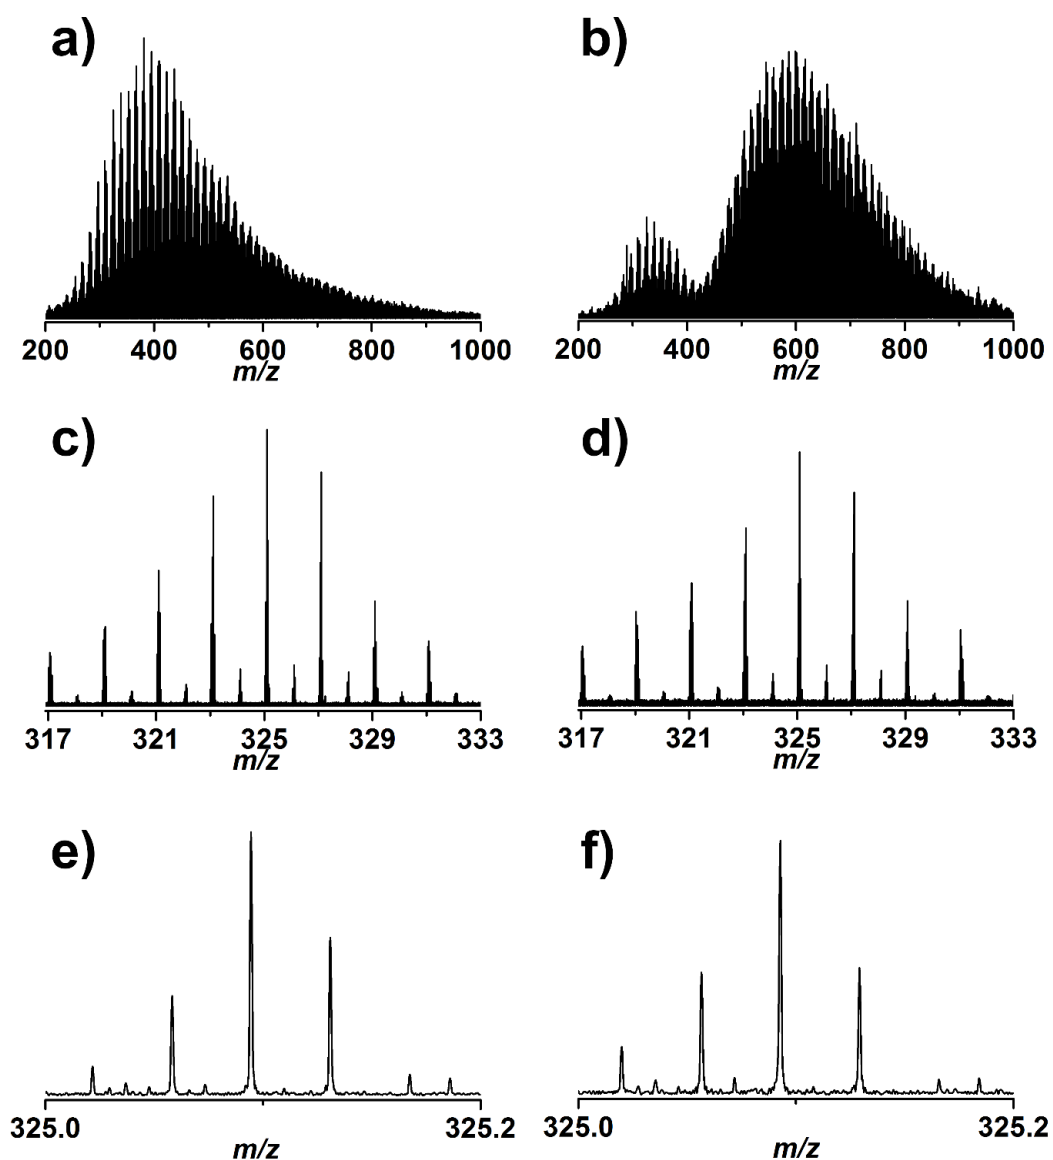 a) b)
200 400 600 800 1000 200 400 600 800 1000
m/z m/z
c) d)
317 321 325 329 333 317 321 325 329 333
m/z m/z
e) f)
325.0 325.2 325.0 325.2
m/z m/z